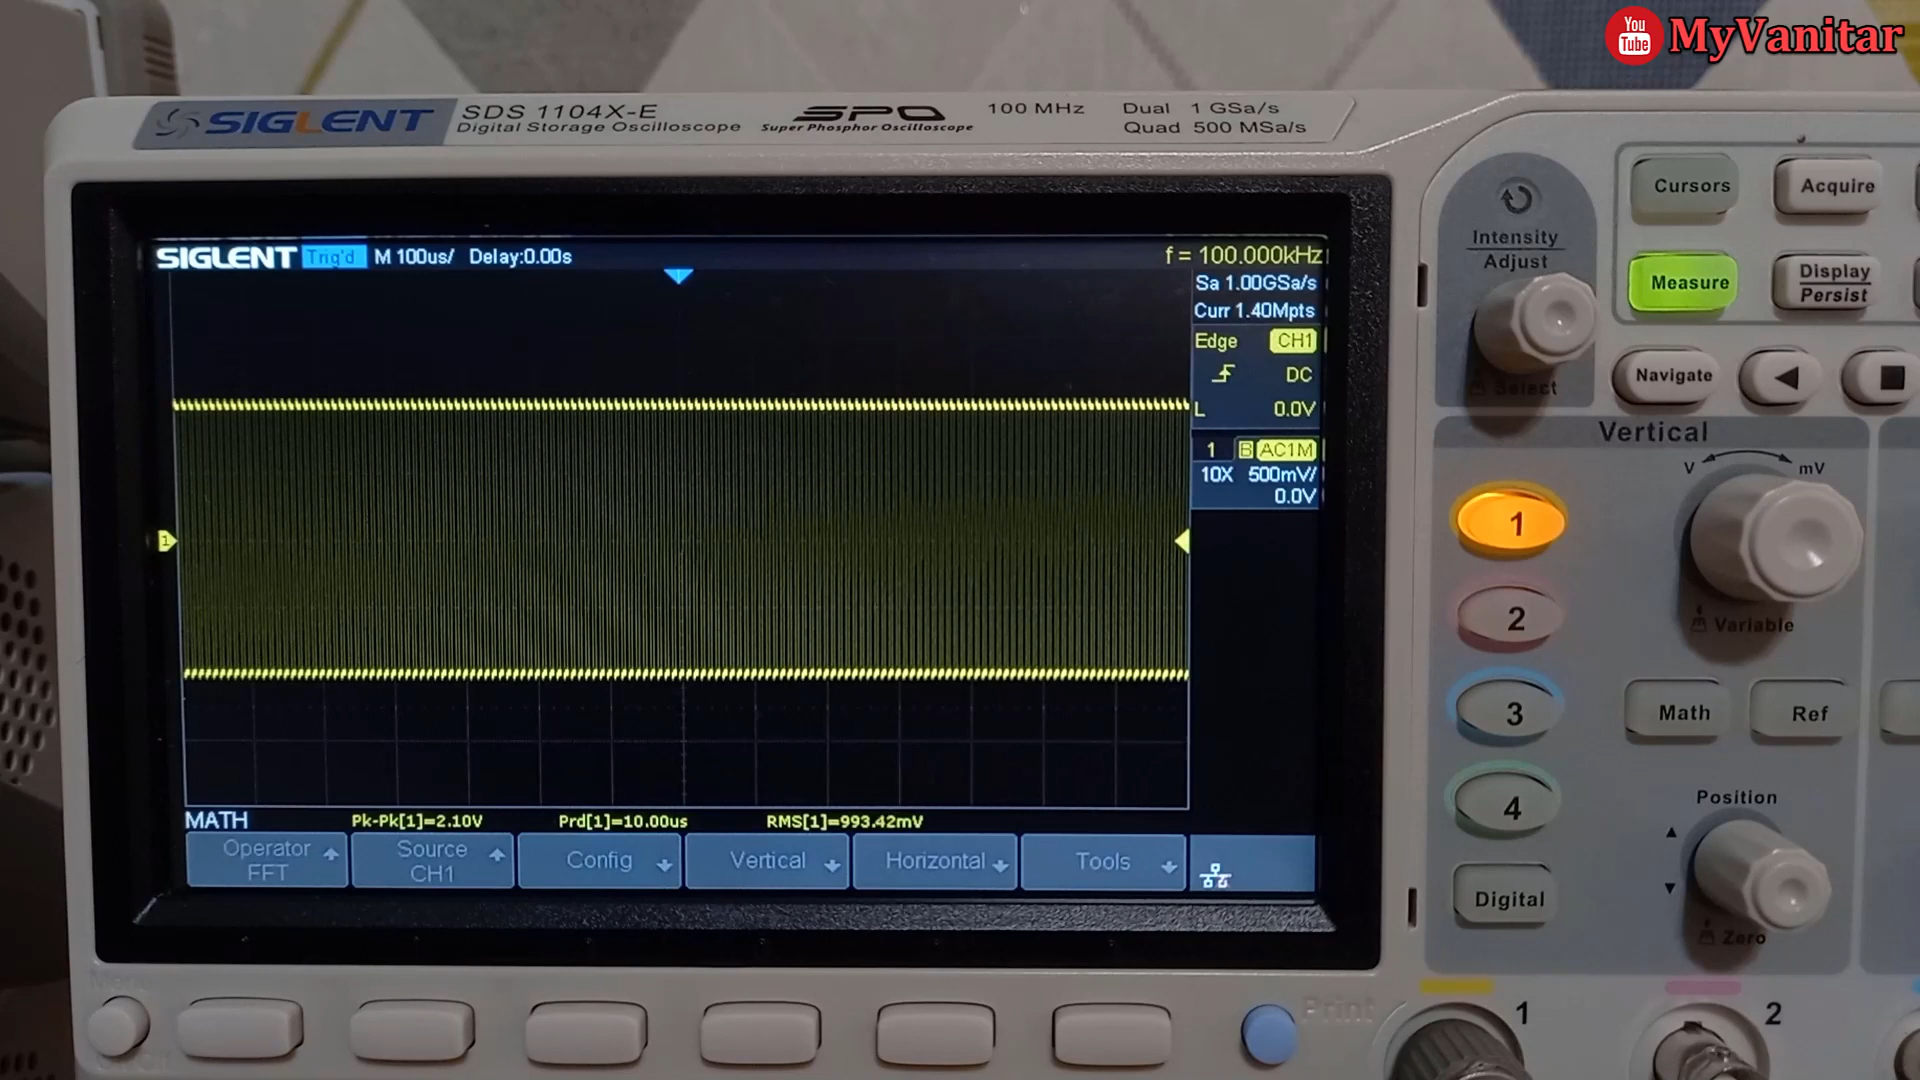 You
Tube
MyVanitar
SIGLENT
SDS 1104X-E
Digital Storage Oscilloscope
SPO
Super Phosphor Oscilloscope
100 MHz
Dual 1 GSa/s
Quad 500 MSa/s
Cursors
Acquire
Intensity
Adjust
Select
Measure
Display
Persist
Navigate
SIGLENT
Trig'd
M 100us/
Delay:0.00s
f = 100.000kHz
Sa 1.00GSa/s
Curr 1.40Mpts
Edge CH1
DC
L 0.0V
1 B AC1M
10X 500mV/
0.0V
1
Vertical
V mV
Variable
1
2
3
4
Math
Ref
Position
Zero
Digital
MATH
Pk-Pk[1]=2.10V
Prd[1]=10.00us
RMS[1]=993.42mV
Operator
FFT
Source
CH1
Config
Vertical
Horizontal
Tools
Print
1
2